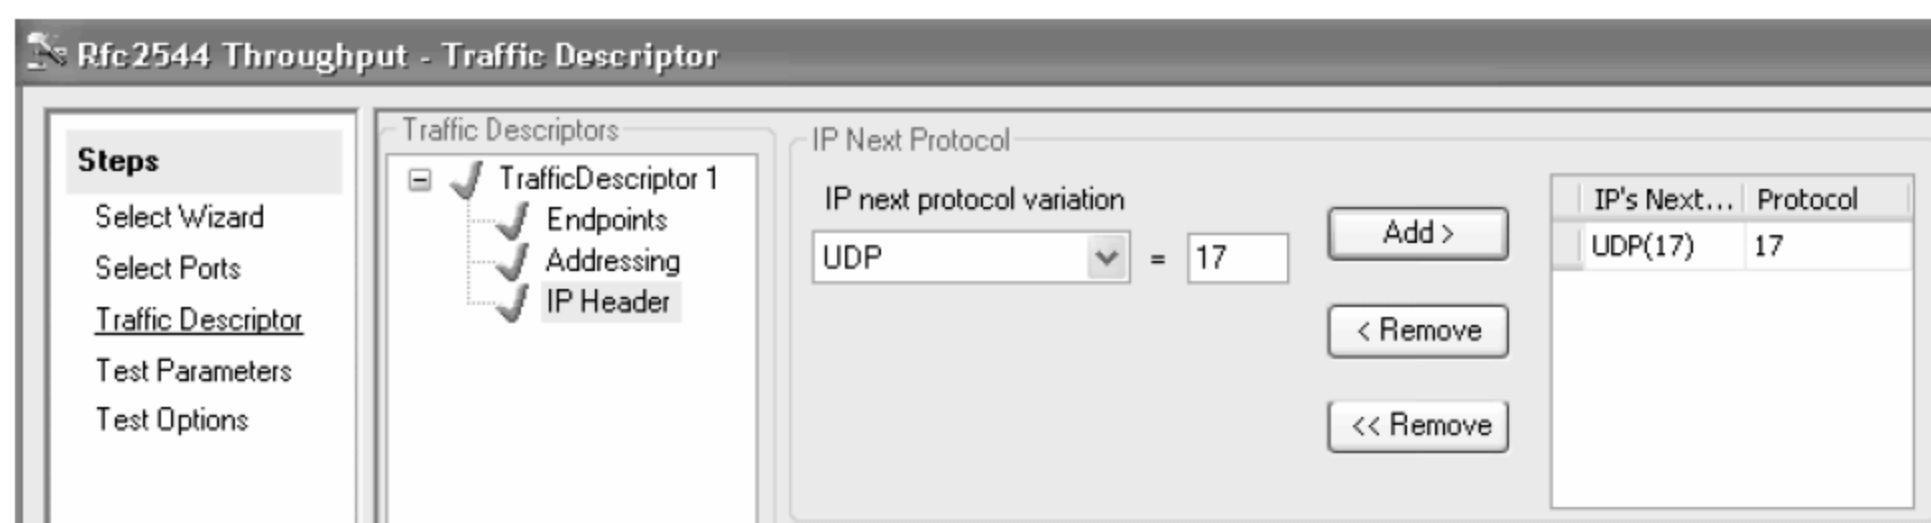 Rfc2544 Throughput - Traffic Descriptor
Steps
Select Wizard
Select Ports
Traffic Descriptor
Test Parameters
Test Options
Traffic Descriptors
TrafficDescriptor 1
Endpoints
Addressing
IP Header
IP Next Protocol
IP next protocol variation
UDP = 17
Add >
< Remove
<< Remove
IP's Next... Protocol
UDP(17) 17